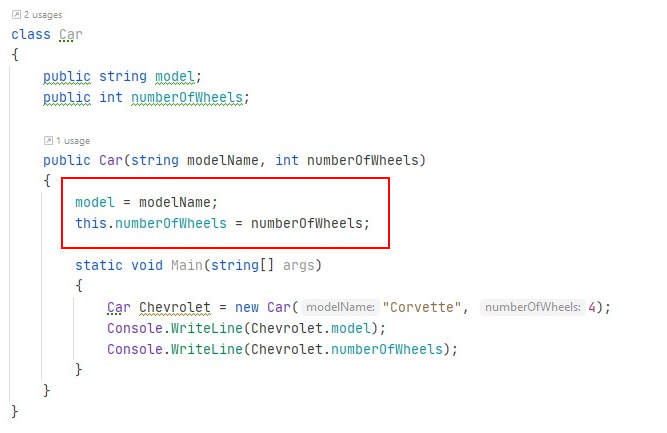 2 usages
class Car
{
public string model;
public int numberOfWheels;
1 usage
public Car(string modelName, int numberOfWheels)
{
model = modelName;
this.numberOfWheels = numberOfWheels;
static void Main(string[] args)
{
Car Chevrolet = new Car( modelName: "Corvette", numberOfWheels: 4);
Console.WriteLine(Chevrolet.model);
Console.WriteLine(Chevrolet.numberOfWheels);
}
}
}